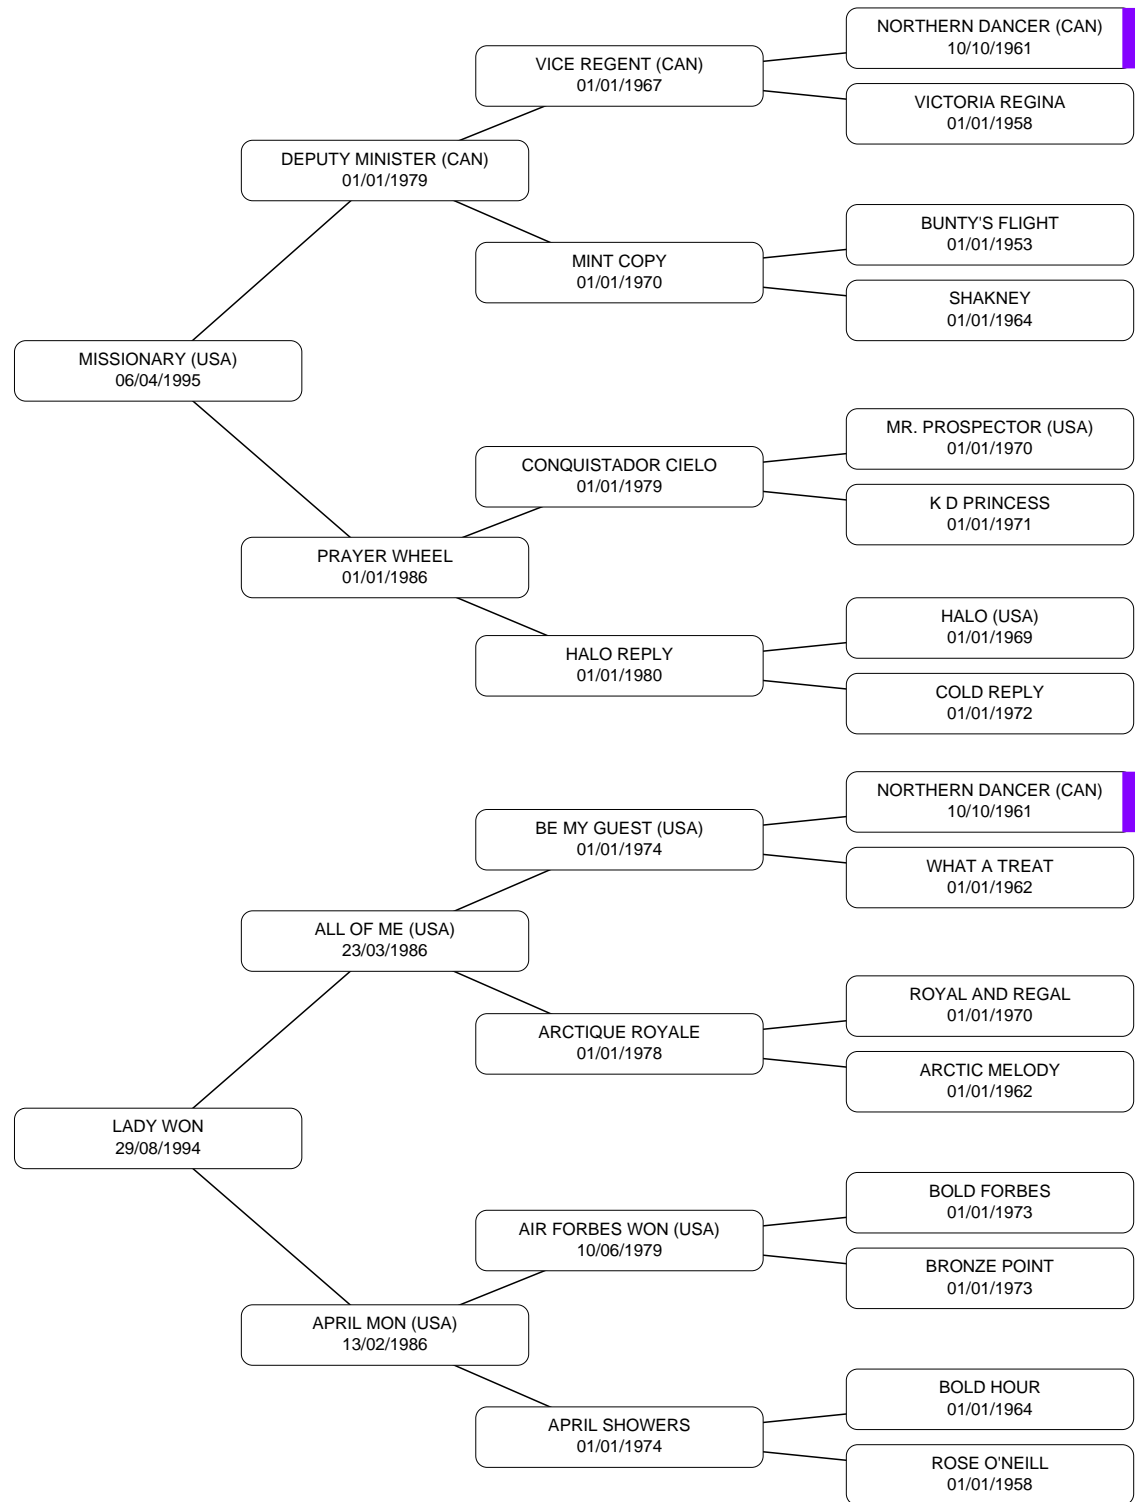 NORTHERN DANCER (CAN)
10/10/1961
VICE REGENT (CAN)
01/01/1967
VICTORIA REGINA
01/01/1958
DEPUTY MINISTER (CAN)
01/01/1979
BUNTY'S FLIGHT
01/01/1953
MINT COPY
01/01/1970
SHAKNEY
01/01/1964
MISSIONARY (USA)
06/04/1995
MR. PROSPECTOR (USA)
01/01/1970
CONQUISTADOR CIELO
01/01/1979
K D PRINCESS
01/01/1971
PRAYER WHEEL
01/01/1986
HALO (USA)
01/01/1969
HALO REPLY
01/01/1980
COLD REPLY
01/01/1972
NORTHERN DANCER (CAN)
10/10/1961
BE MY GUEST (USA)
01/01/1974
WHAT A TREAT
01/01/1962
ALL OF ME (USA)
23/03/1986
ROYAL AND REGAL
01/01/1970
ARCTIQUE ROYALE
01/01/1978
ARCTIC MELODY
01/01/1962
LADY WON
29/08/1994
BOLD FORBES
01/01/1973
AIR FORBES WON (USA)
10/06/1979
BRONZE POINT
01/01/1973
APRIL MON (USA)
13/02/1986
BOLD HOUR
01/01/1964
APRIL SHOWERS
01/01/1974
ROSE O'NEILL
01/01/1958